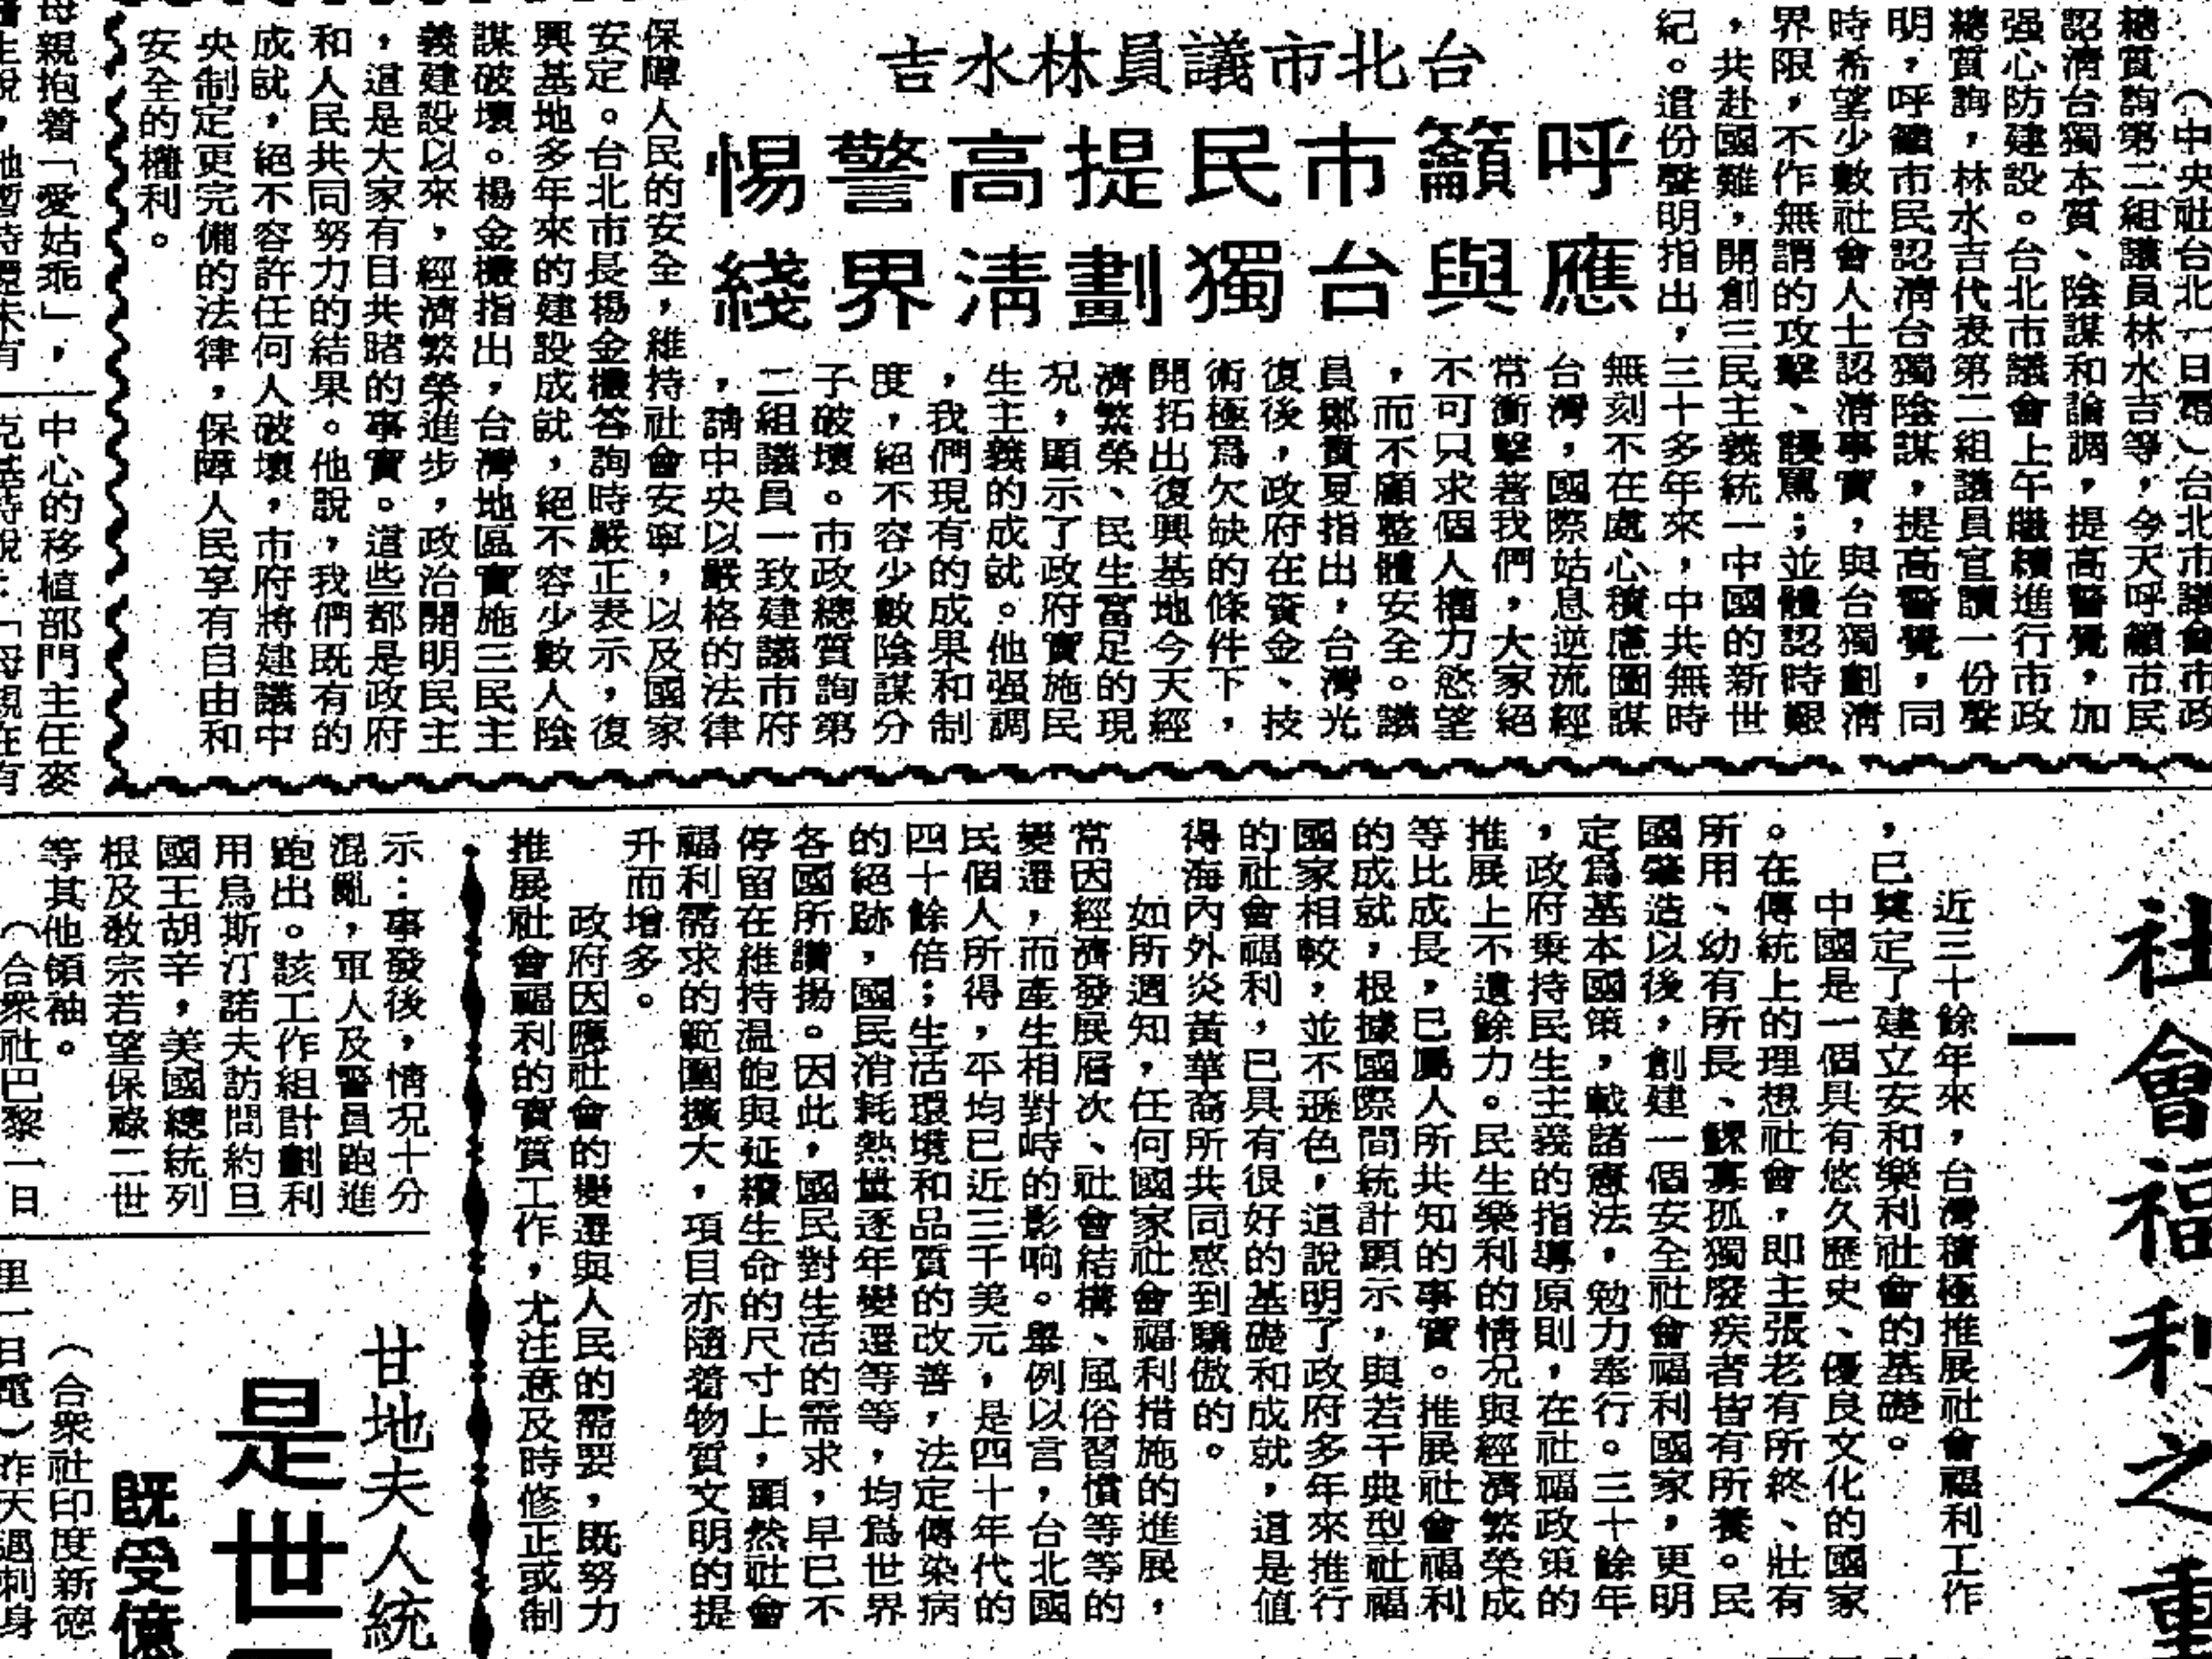 台北市議員林水吉
呼籲市民提高警惕
應與台獨劃清界綫
（中央社台北一日電）台北市議會市政
總質詢第二組議員林水吉等，今天呼籲市民
認清台獨本質、陰謀和論調，提高警覺，加
强心防建設。台北市議會上午繼續進行市政
總質詢，林水吉代表第二組議員宣讀一份聲
明，呼籲市民認清台獨陰謀，提高警覺，同
時希望少數社會人士認清事實，與台獨劃清
界限，不作無謂的攻擊、謾罵；並體認時艱
，共赴國難，開創三民主義統一中國的新世
紀。這份聲明指出，三十多年來，中共無時
無刻不在處心積慮圖謀
台灣，國際姑息逆流經
常衝擊著我們，大家絕
不可只求個人權力慾望
，而不顧整體安全。議
員鄭貴夏指出，台灣光
復後，政府在資金、技
術極爲欠缺的條件下，
開拓出復興基地今天經
濟繁榮、民生富足的現
況，顯示了政府實施民
生主義的成就。他强調
，我們現有的成果和制
度，絕不容少數陰謀分
子破壞。市政總質詢第
二組議員一致建議市府
，請中央以嚴格的法律
保障人民的安全，維持社會安寧，以及國家
安定。台北市長楊金欉答詢時嚴正表示，復
興基地多年來的建設成就，絕不容少數人陰
謀破壞。楊金欉指出，台灣地區實施三民主
義建設以來，經濟繁榮進步，政治開明民主
，這是大家有目共睹的事實。這些都是政府
和人民共同努力的結果。他說，我們既有的
成就，絕不容許任何人破壞，市府將建議中
央制定更完備的法律，保障人民享有自由和
安全的權利。
母親抱着「愛姑乖」，
中心的移植部門主任麥
社會福利之重
一
近三十餘年來，台灣積極推展社會福利工作
，已奠定了建立安和樂利社會的基礎。
中國是一個具有悠久歷史、優良文化的國家
。在傳統上的理想社會，即主張老有所終、壯有
所用、幼有所長、鰥寡孤獨廢疾者皆有所養。民
國肇造以後，創建一個安全社會福利國家，更明
定爲基本國策，載諸憲法，勉力奉行。三十餘年
，政府秉持民生主義的指導原則，在社福政策的
推展上不遺餘力。民生樂利的情況與經濟繁榮成
等比成長，已屬人所共知的事實。推展社會福利
的成就，根據國際間統計顯示，與若干典型社福
國家相較，並不遜色，這說明了政府多年來推行
的社會福利，已具有很好的基礎和成就，這是值
得海內外炎黃華裔所共同感到驕傲的。
如所週知，任何國家社會福利措施的進展，
常因經濟發展層次、社會結構、風俗習慣等等的
變遷，而產生相對時的影响。舉例以言，台北國
民個人所得，平均已近三千美元，是四十年代的
四十餘倍；生活環境和品質的改善，法定傳染病
的絕跡，國民消耗熱量逐年變遷等等，均爲世界
各國所讚揚。因此，國民對生活的需求，早已不
停留在維持温飽與延續生命的尺寸上，顯然社會
福利需求的範圍擴大，項目亦隨着物質文明的提
升而增多。
政府因應社會的變遷與人民的需要，既努力
推展社會福利的實質工作，尤注意及時修正或制
示：事發後，情況十分
混亂，軍人及警員跑進
跑出。該工作組計劃利
用烏斯汀諾夫訪問約旦
國王胡辛，美國總統列
根及敎宗若望保祿二世
等其他領袖。
（合衆社巴黎一日
甘地夫人統
是世
既受億
（合衆社印度新德
里一日電）昨天遇刺身